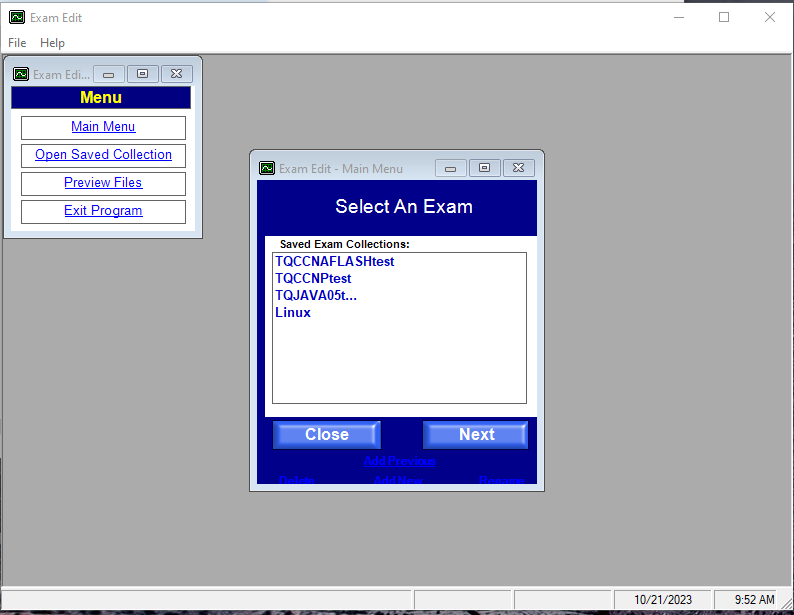 Exam Edit
File Help
Exam Edi...
Menu
Main Menu
Open Saved Collection
Preview Files
Exit Program
Exam Edit - Main Menu
Select An Exam
Saved Exam Collections:
TQCCNAFLASHtest
TQCCNPtest
TQJAVA05t...
Linux
Close Next
Add Previous
Delete Add New Rename
10/21/2023 9:52 AM